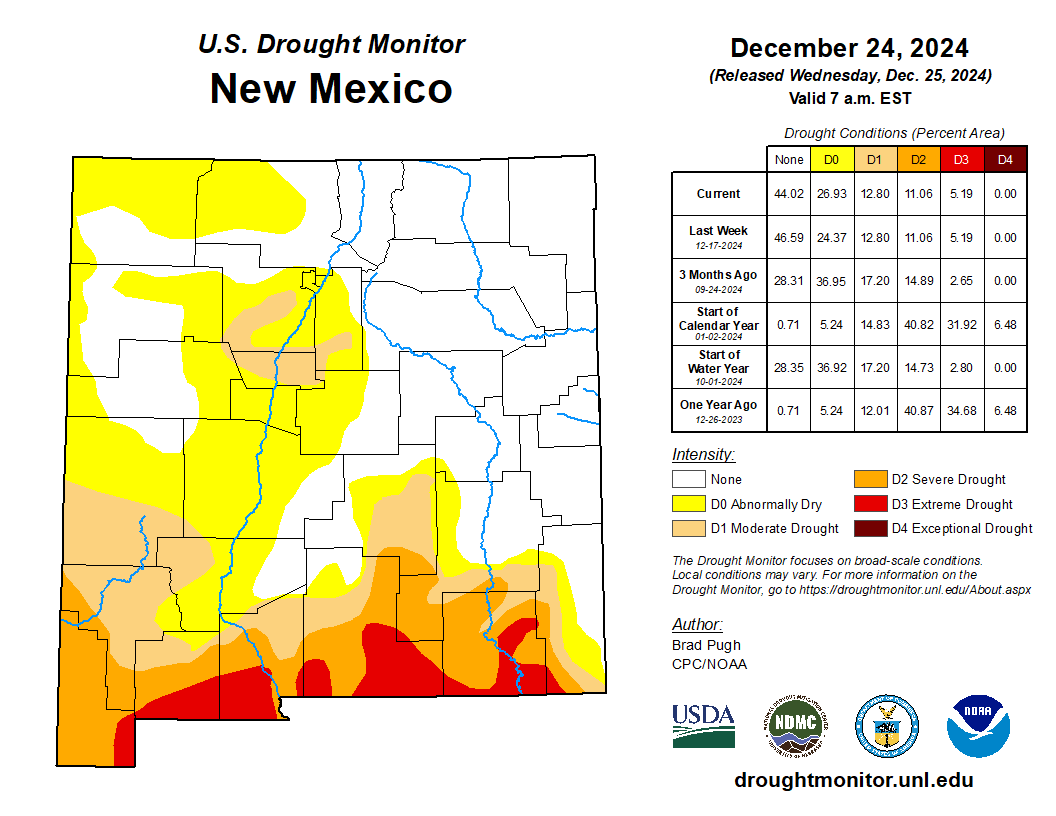 U.S. Drought Monitor
New Mexico
December 24, 2024
(Released Wednesday, Dec. 25, 2024)
Valid 7 a.m. EST
Drought Conditions (Percent Area)
None D0 D1 D2 D3 D4
Current 44.02 26.93 12.80 11.06 5.19 0.00
Last Week
12-17-2024 46.59 24.37 12.80 11.06 5.19 0.00
3 Months Ago
09-24-2024 28.31 36.95 17.20 14.89 2.65 0.00
Start of
Calendar Year
01-02-2024 0.71 5.24 14.83 40.82 31.92 6.48
Start of
Water Year
10-01-2024 28.35 36.92 17.20 14.73 2.80 0.00
One Year Ago
12-26-2023 0.71 5.24 12.01 40.87 34.68 6.48
Intensity:
None
D0 Abnormally Dry
D1 Moderate Drought
D2 Severe Drought
D3 Extreme Drought
D4 Exceptional Drought
The Drought Monitor focuses on broad-scale conditions.
Local conditions may vary. For more information on the
Drought Monitor, go to https://droughtmonitor.unl.edu/About.aspx
Author:
Brad Pugh
CPC/NOAA
USDA
NDMC
NOAA
droughtmonitor.unl.edu